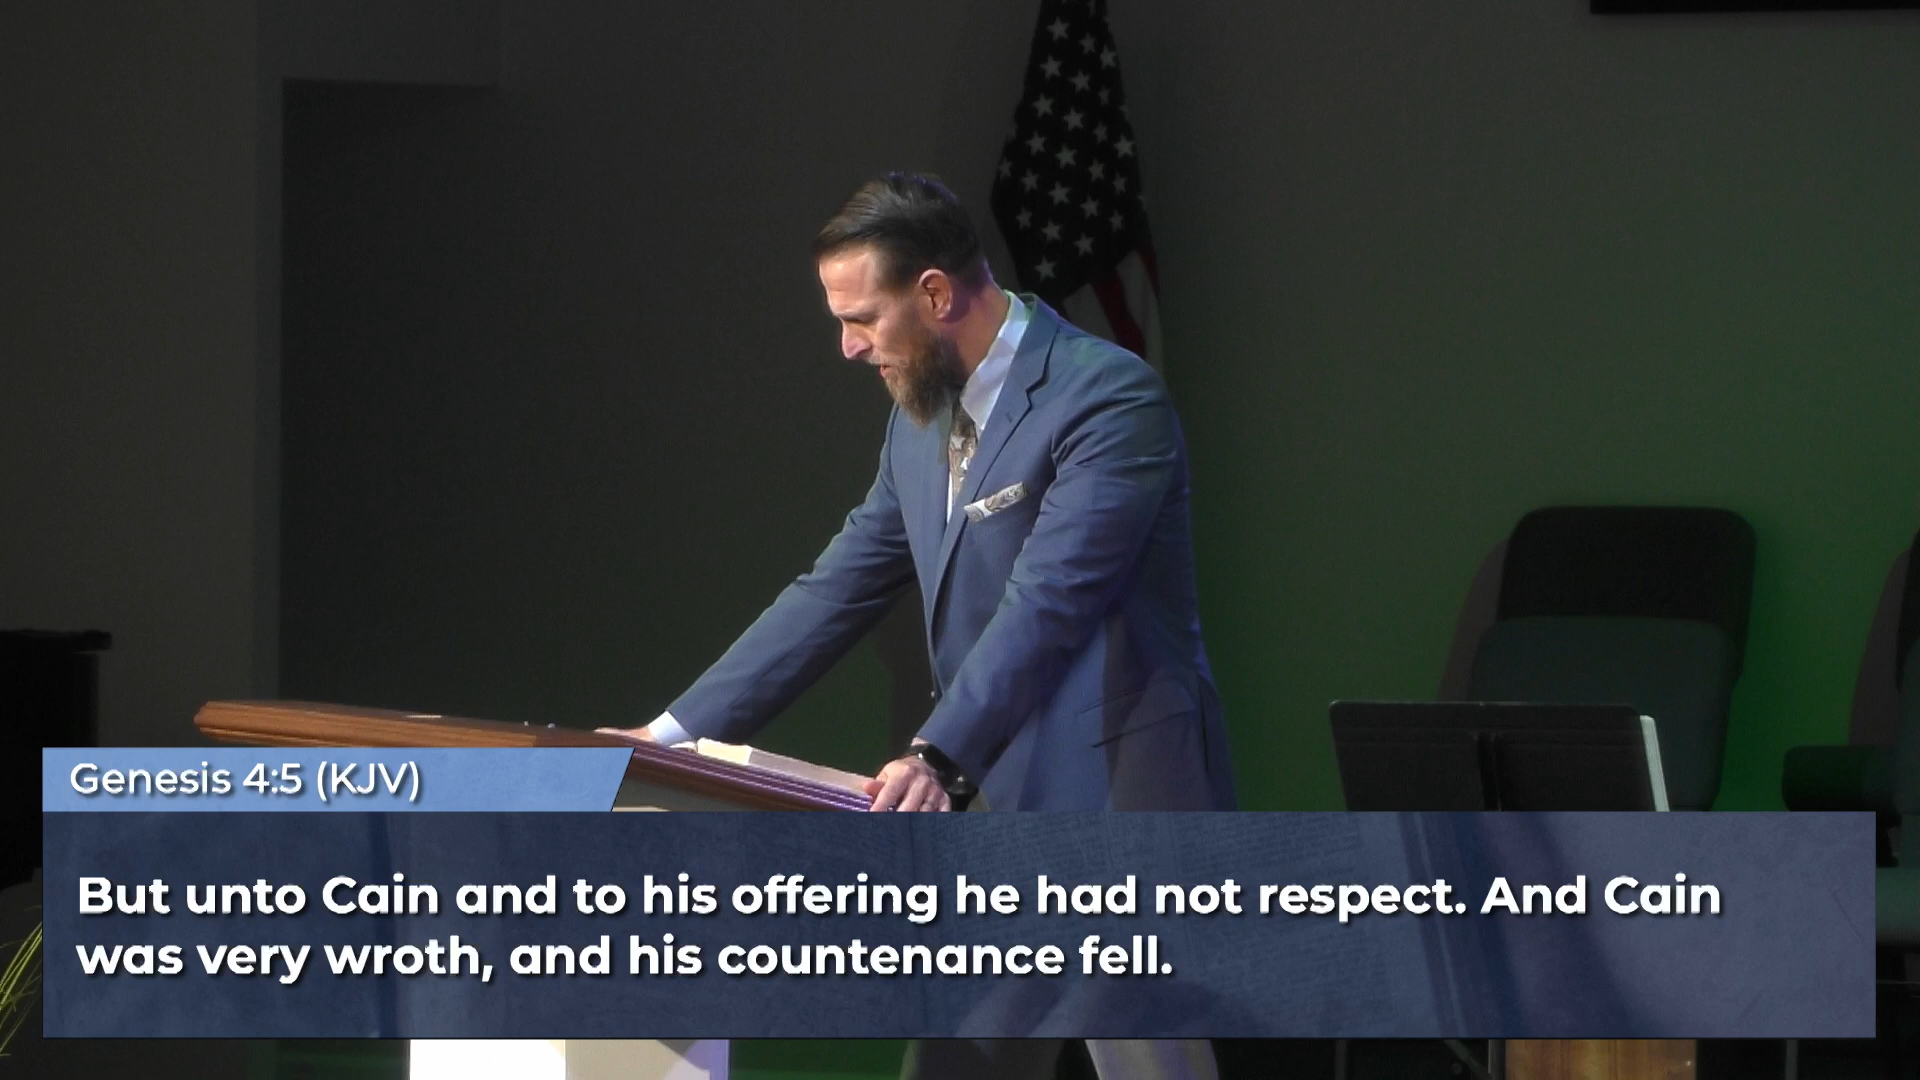 Genesis 4:5 (KJV)
But unto Cain and to his offering he had not respect. And Cain
was very wroth, and his countenance fell.